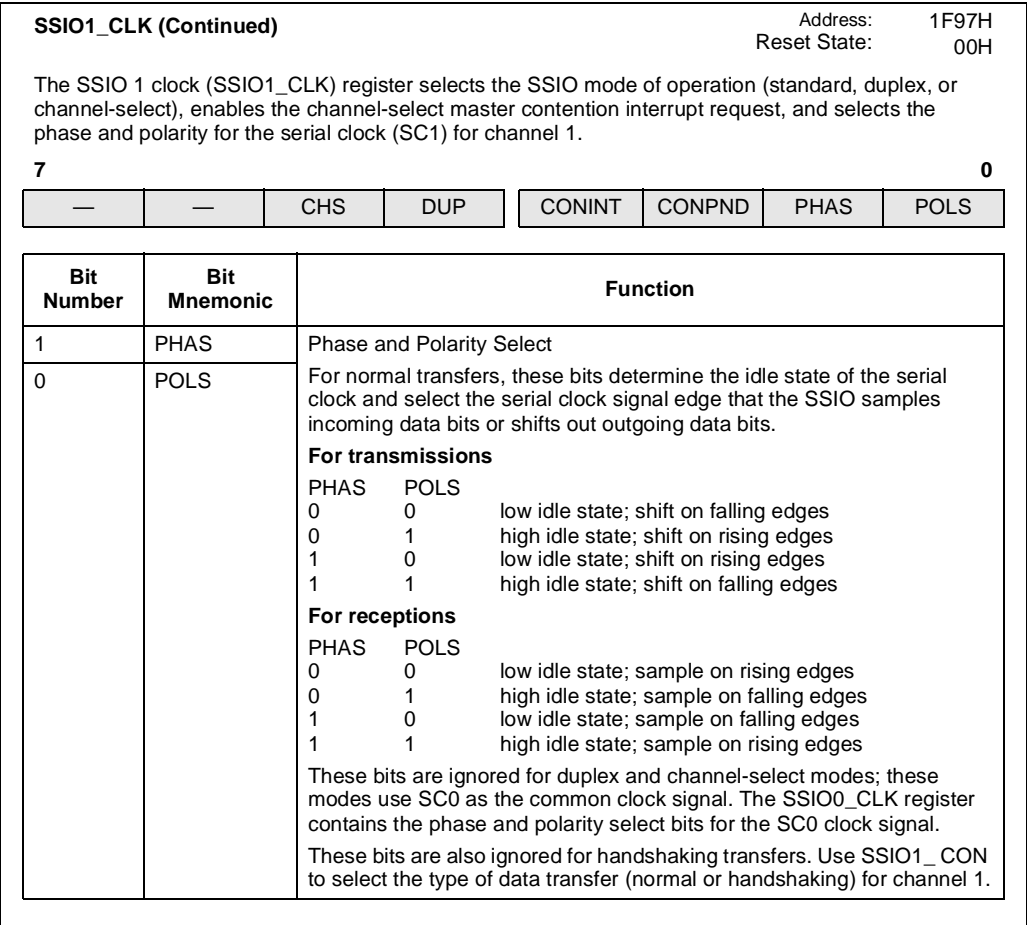 SSIO1_CLK (Continued) Address: 1F97H
Reset State: 00H
The SSIO 1 clock (SSIO1_CLK) register selects the SSIO mode of operation (standard, duplex, or
channel-select), enables the channel-select master contention interrupt request, and selects the
phase and polarity for the serial clock (SC1) for channel 1.
7 0
— — CHS DUP CONINT CONPND PHAS POLS
Bit Number Bit Mnemonic Function
1 PHAS Phase and Polarity Select
0 POLS For normal transfers, these bits determine the idle state of the serial
clock and select the serial clock signal edge that the SSIO samples
incoming data bits or shifts out outgoing data bits.
For transmissions
PHAS POLS
0 0 low idle state; shift on falling edges
0 1 high idle state; shift on rising edges
1 0 low idle state; shift on rising edges
1 1 high idle state; shift on falling edges
For receptions
PHAS POLS
0 0 low idle state; sample on rising edges
0 1 high idle state; sample on falling edges
1 0 low idle state; sample on falling edges
1 1 high idle state; sample on rising edges
These bits are ignored for duplex and channel-select modes; these
modes use SC0 as the common clock signal. The SSIO0_CLK register
contains the phase and polarity select bits for the SC0 clock signal.
These bits are also ignored for handshaking transfers. Use SSIO1_ CON
to select the type of data transfer (normal or handshaking) for channel 1.